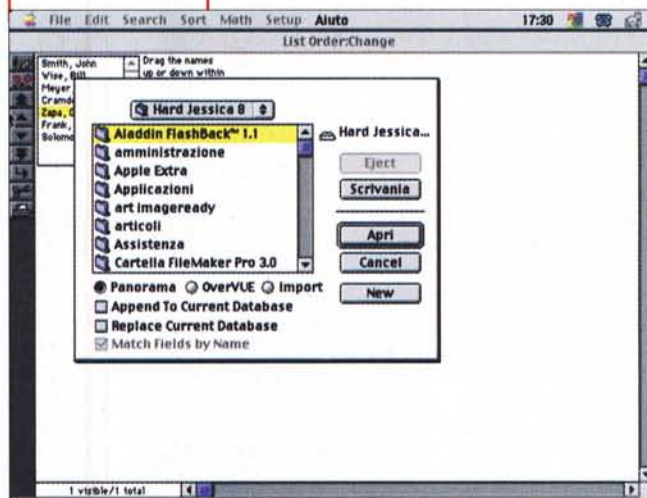 File Edit Search Sort Math Setup Aiuto 17:30
List Order:Change
Smith, John
Wise, Bill
Meyer
Zapa,
Frank,
Drag the names
up or down within
Hard Jessica 8
Aladdin FlashBack™ 1.1
amministrazione
Apple Extra
Applicazioni
art imageready
articoli
Assistenza
Cartella FileMaker Pro 3.0
Hard Jessica...
Eject
Scrivania
Apri
Cancel
New
Panorama OverVUE Import
Append To Current Database
Replace Current Database
Match Fields by Name
1 visible/1 total